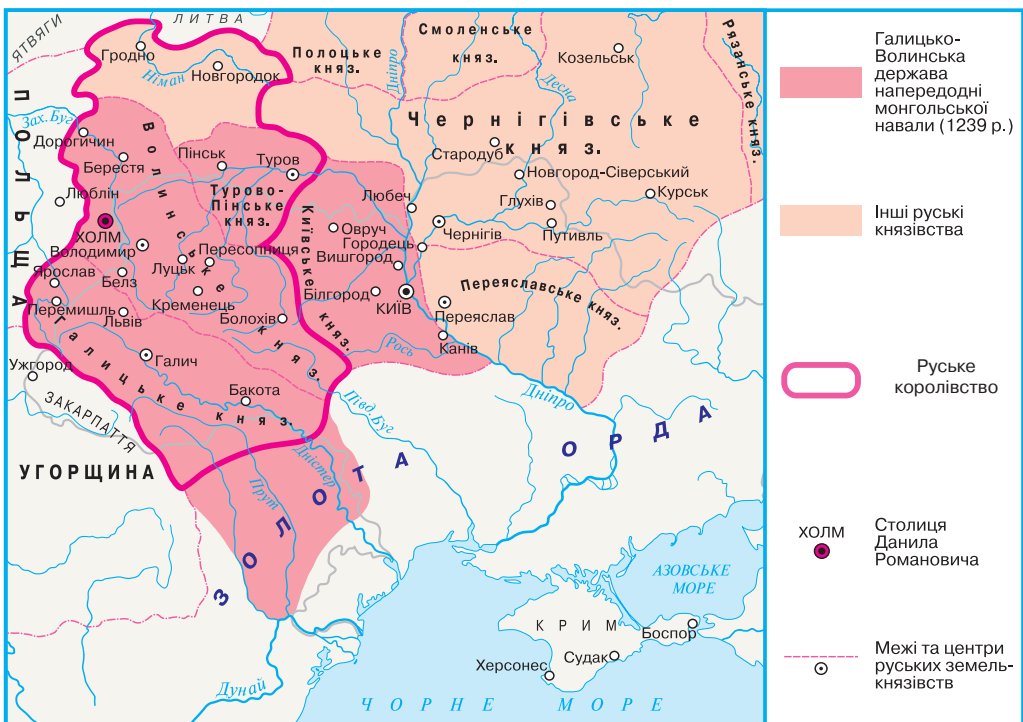 ЛИТВА
ЯТВЯГИ
Гродно
Німан
Новгородок
Полоцьке
княз.
Дніпро
Смоленське
княз.
Козельськ
Рязанське княз.
Десна
ПОЛЬЩА
Зах. Буг
Дорогичин
Берестя
Волинське княз.
Пінськ
Туров
Турово-
Пінське
княз.
Чернігівське
княз.
Стародуб
Новгород-Сіверський
Курськ
Глухів
Путивль
Люблін
ХОЛМ
Володимир
Любеч
Овруч
Городець
Чернігів
Вишгород
Київське княз.
Ярослав
Белз
Луцьк
Пересопниця
Білгород
КИЇВ
Переяславське княз.
Переяслав
Перемишль
Львів
Кременець
Болохів
Рось
Канів
Галицьке княз.
Галич
Ужгород
Бакота
ЗАКАРПАТТЯ
УГОРЩИНА
Дністер
Півд. Буг
Дніпро
Прут
ЗОЛОТА ОРДА
АЗОВСЬКЕ
МОРЕ
КРИМ
Боспор
Судак
Херсонес
Дунай
ЧОРНЕ МОРЕ
Галицько-
Волинська
держава
напередодні
монгольської
навали (1239 р.)
Інші руські
князівства
Руське
королівство
ХОЛМ
Столиця
Данила
Романовича
Межі та центри
руських земель-
князівств